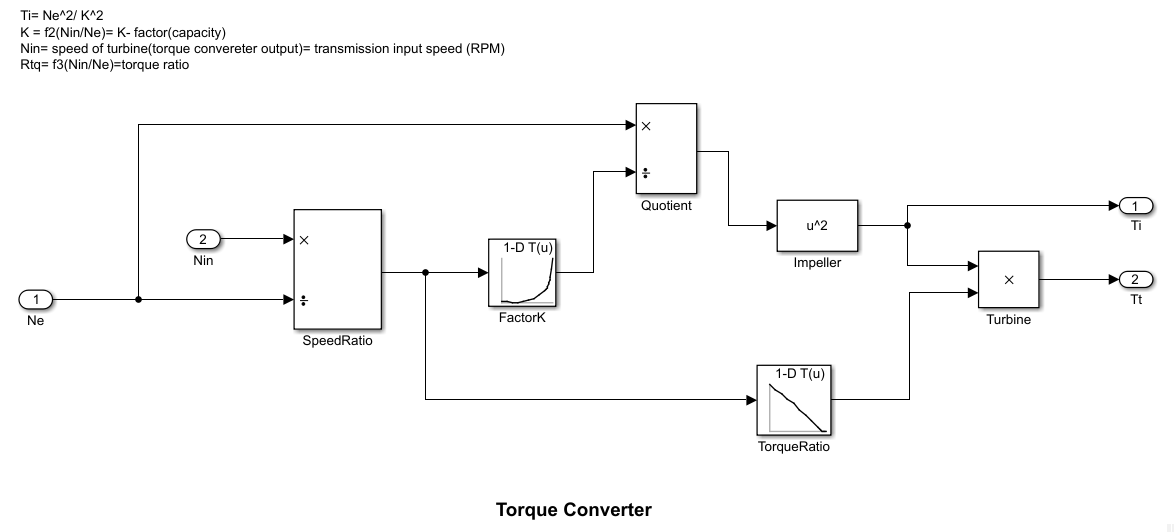 Ti= Ne^2/ K^2
K = f2(Nin/Ne)= K- factor(capacity)
Nin= speed of turbine(torque convereter output)= transmission input speed (RPM)
Rtq= f3(Nin/Ne)=torque ratio
×
÷
Quotient
2
Nin
×
÷
SpeedRatio
1
Ne
1-D T(u)
FactorK
u^2
Impeller
1
Ti
×
Turbine
2
Tt
1-D T(u)
TorqueRatio
Torque Converter